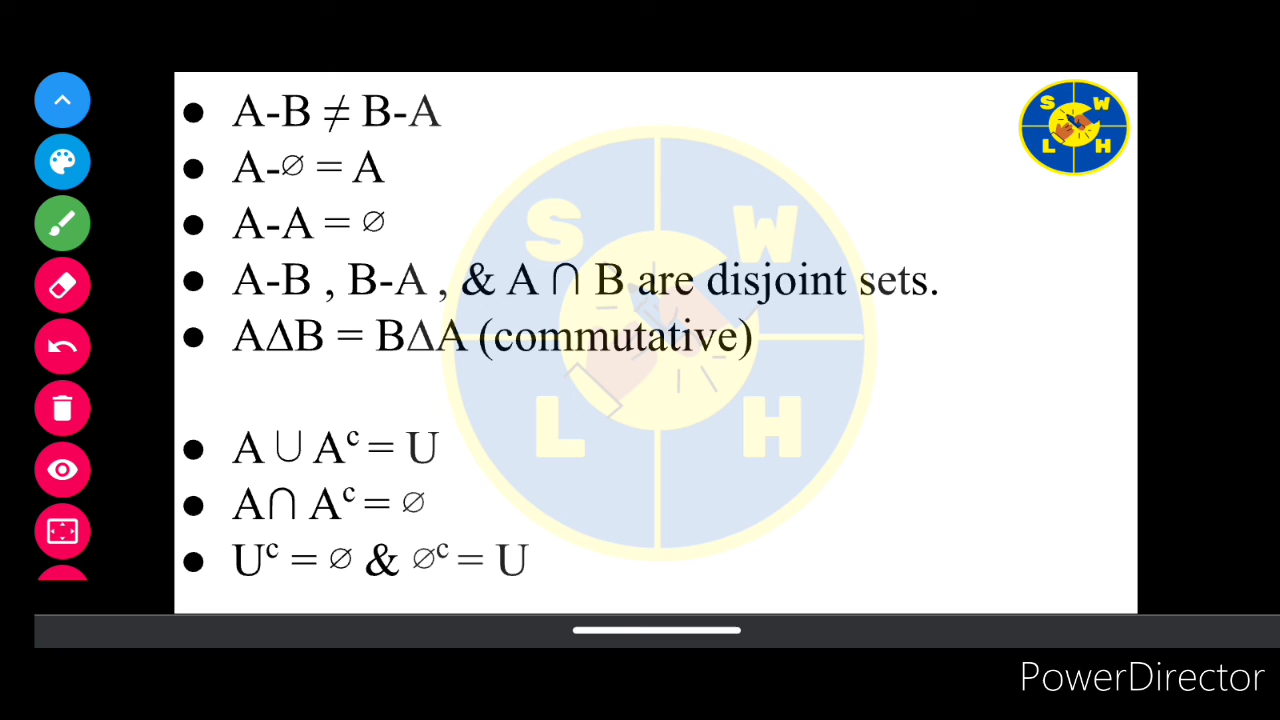 ● A-B ≠ B-A
● A-∅ = A
● A-A = ∅
● A-B , B-A , & A ∩ B are disjoint sets.
● AΔB = BΔA (commutative)
● A ∪ Aᶜ = U
● A∩ Aᶜ = ∅
● Uᶜ = ∅ & ∅ᶜ = U
S W
L H
S W
L H
PowerDirector